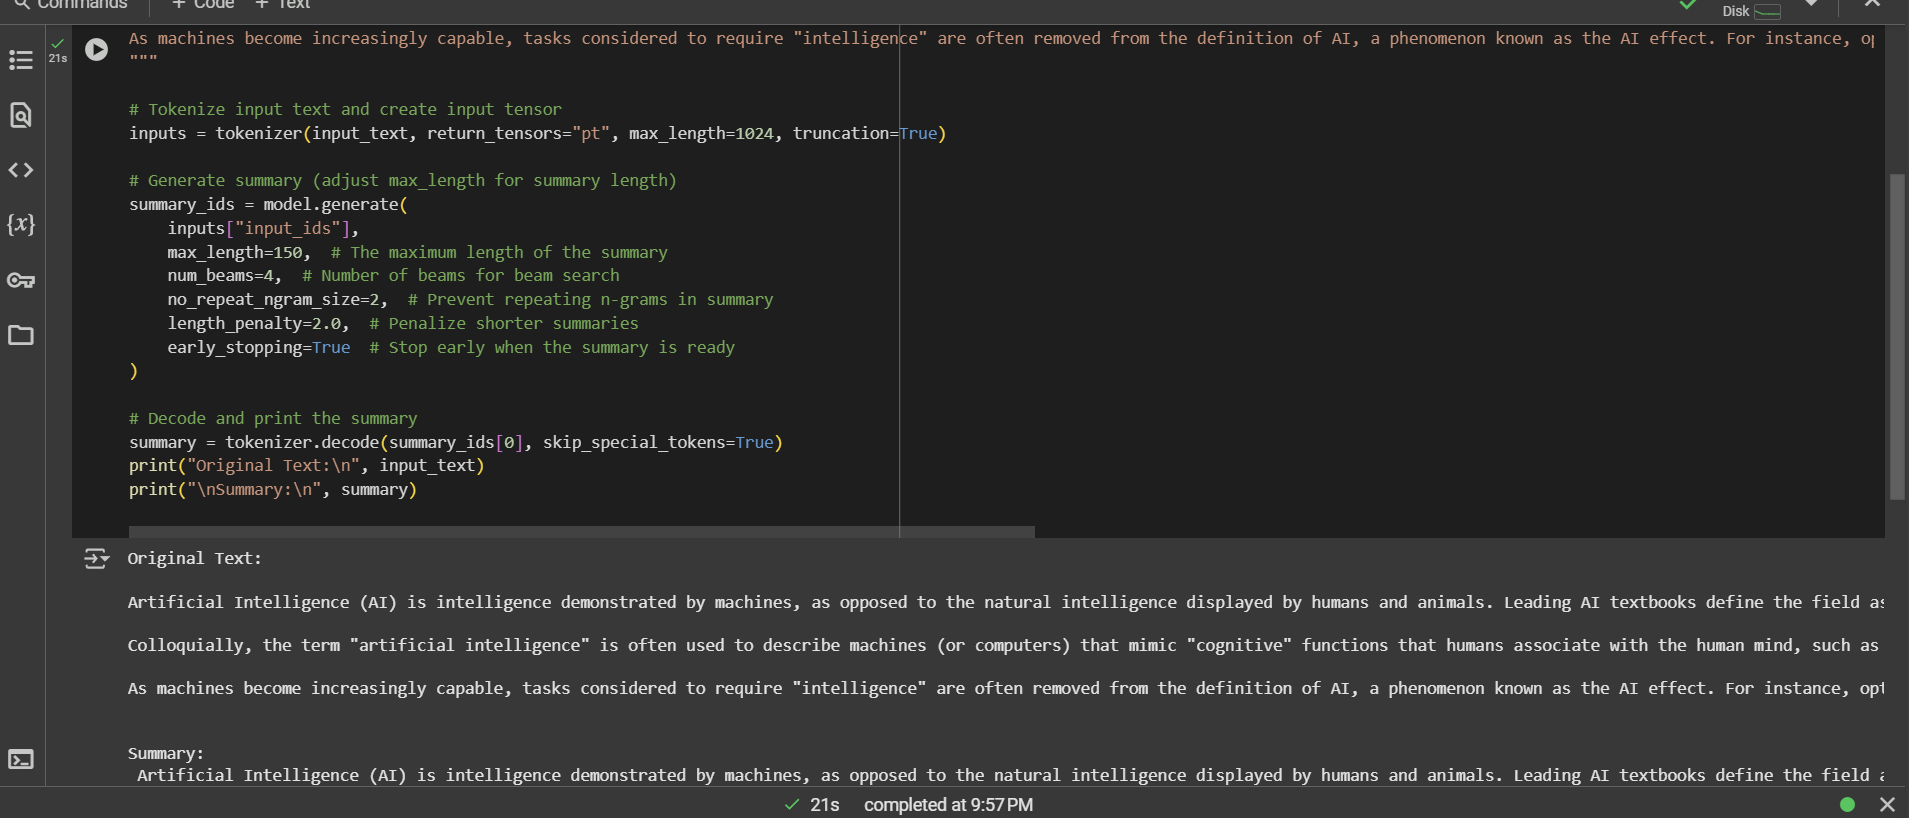 Commands + Code + Text
Disk
21s
As machines become increasingly capable, tasks considered to require "intelligence" are often removed from the definition of AI, a phenomenon known as the AI effect. For instance, op
"""
# Tokenize input text and create input tensor
inputs = tokenizer(input_text, return_tensors="pt", max_length=1024, truncation=True)
# Generate summary (adjust max_length for summary length)
summary_ids = model.generate(
    inputs["input_ids"],
    max_length=150,  # The maximum length of the summary
    num_beams=4,  # Number of beams for beam search
    no_repeat_ngram_size=2,  # Prevent repeating n-grams in summary
    length_penalty=2.0,  # Penalize shorter summaries
    early_stopping=True  # Stop early when the summary is ready
)
# Decode and print the summary
summary = tokenizer.decode(summary_ids[0], skip_special_tokens=True)
print("Original Text:\n", input_text)
print("\nSummary:\n", summary)
Original Text:
Artificial Intelligence (AI) is intelligence demonstrated by machines, as opposed to the natural intelligence displayed by humans and animals. Leading AI textbooks define the field as
Colloquially, the term "artificial intelligence" is often used to describe machines (or computers) that mimic "cognitive" functions that humans associate with the human mind, such as
As machines become increasingly capable, tasks considered to require "intelligence" are often removed from the definition of AI, a phenomenon known as the AI effect. For instance, opt
Summary:
 Artificial Intelligence (AI) is intelligence demonstrated by machines, as opposed to the natural intelligence displayed by humans and animals. Leading AI textbooks define the field
21s completed at 9:57 PM